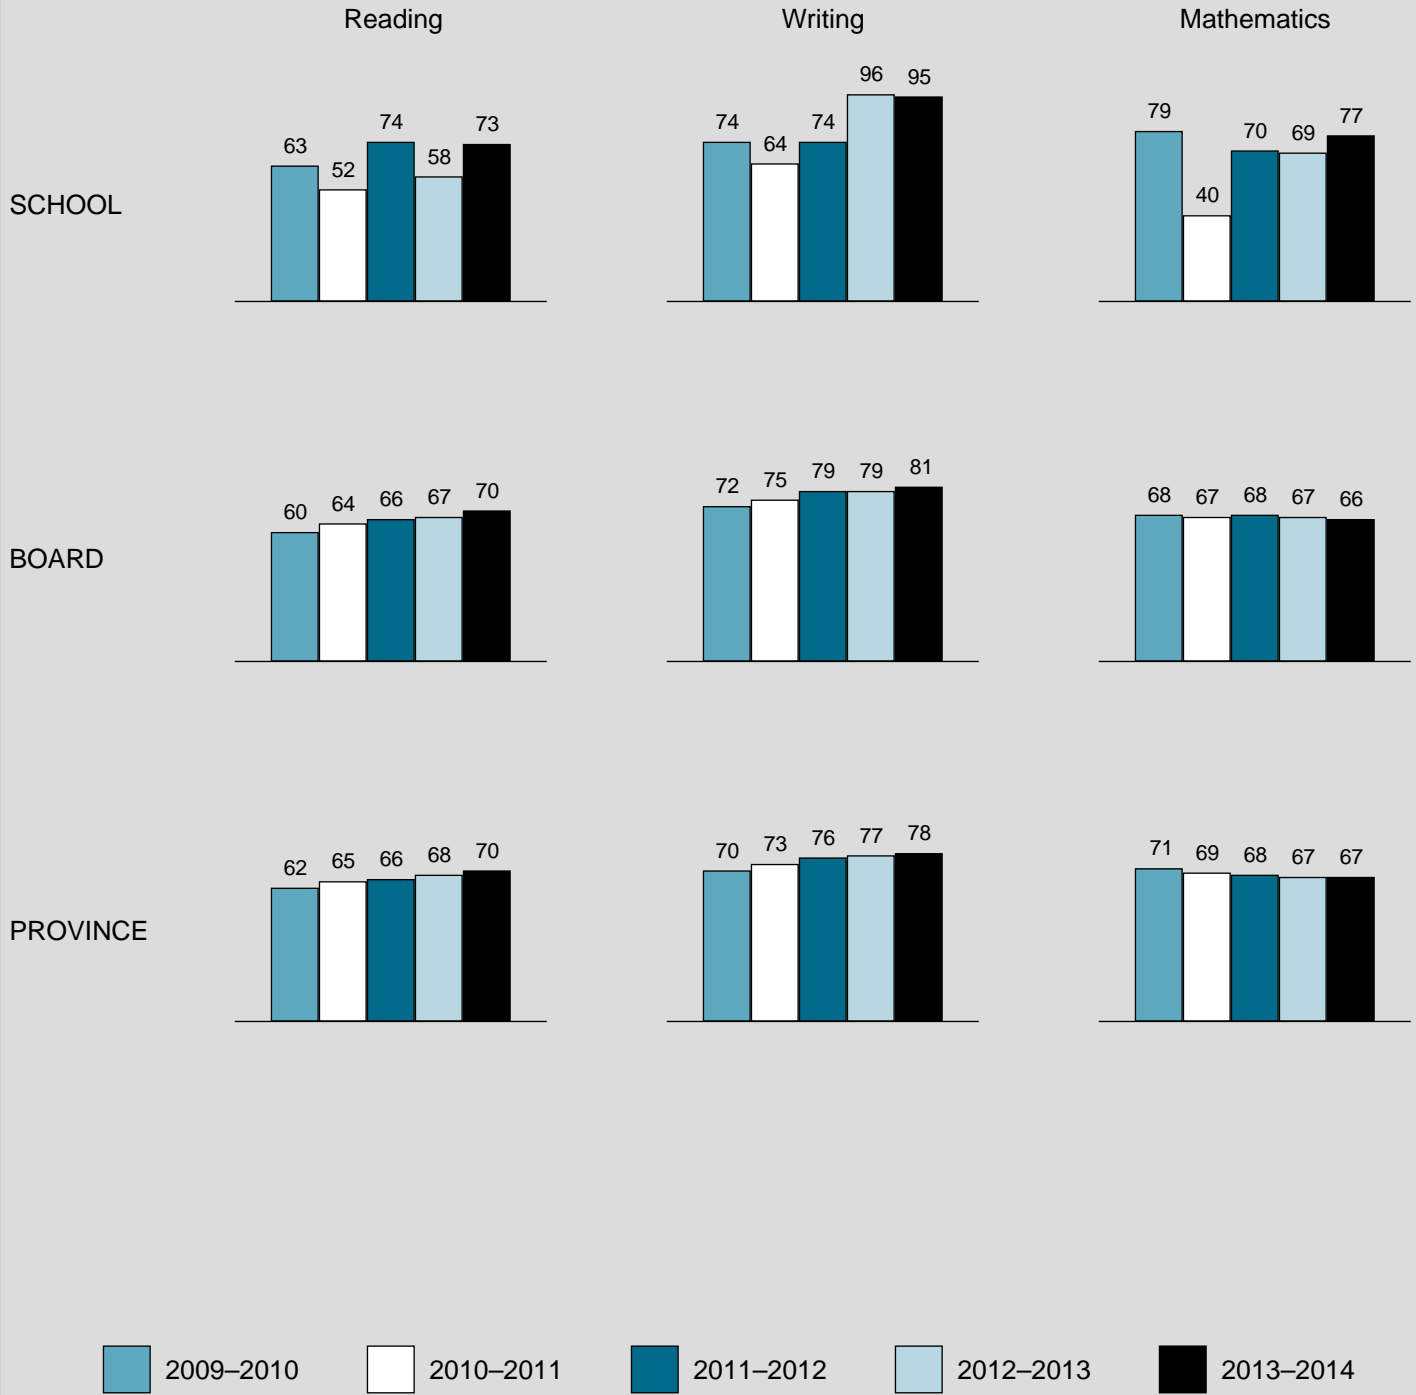 Reading Writing Mathematics
SCHOOL
63 52 74 58 73
74 64 74 96 95
79 40 70 69 77
BOARD
60 64 66 67 70
72 75 79 79 81
68 67 68 67 66
PROVINCE
62 65 66 68 70
70 73 76 77 78
71 69 68 67 67
2009–2010 2010–2011 2011–2012 2012–2013 2013–2014